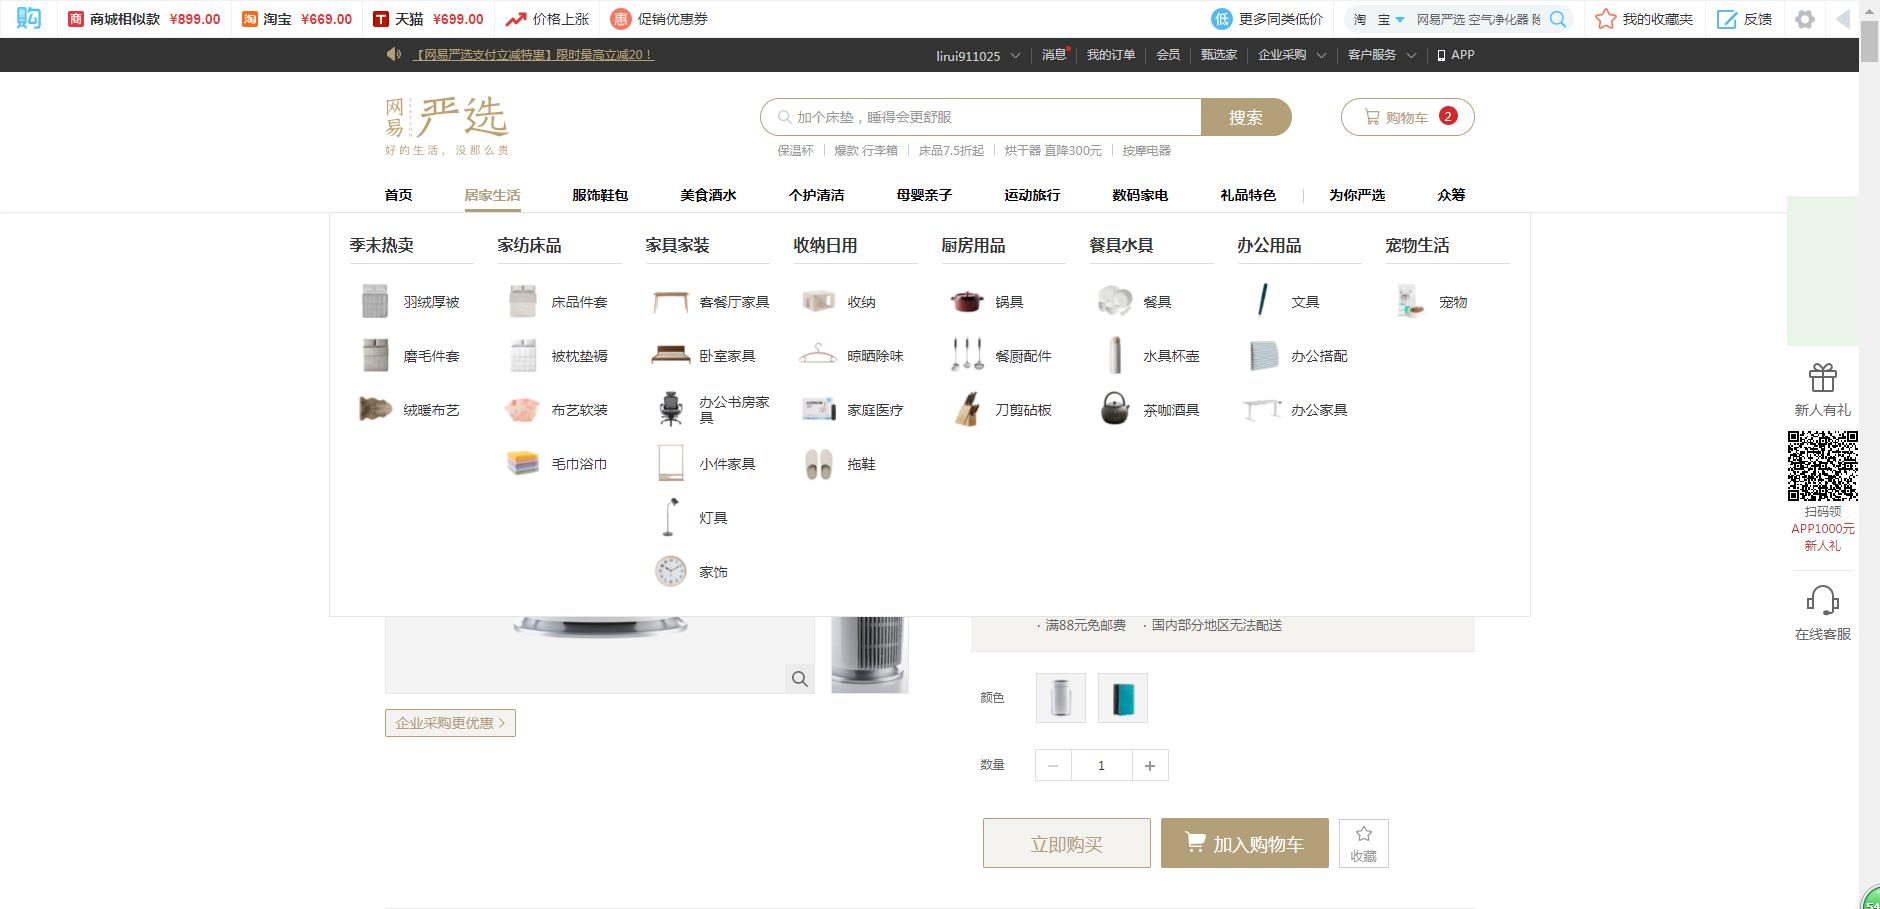 购
商 商城相似款 ¥899.00
淘 淘宝 ¥669.00
T 天猫 ¥699.00
价格上涨
惠 促销优惠券
低 更多同类低价
淘 宝
网易严选 空气净化器
我的收藏夹
反馈
【网易严选支付立减特惠】限时最高立减20！
lirui911025
消息
我的订单
会员
甄选家
企业采购
客户服务
APP
网易严选
好的生活，没那么贵
加个床垫，睡得会更舒服
搜索
购物车 2
保温杯
爆款 行李箱
床品7.5折起
烘干器 直降300元
按摩电器
首页
居家生活
服饰鞋包
美食酒水
个护清洁
母婴亲子
运动旅行
数码家电
礼品特色
为你严选
众筹
季末热卖
羽绒厚被
磨毛件套
绒暖布艺
家纺床品
床品件套
被枕垫褥
布艺软装
毛巾浴巾
家具家装
客餐厅家具
卧室家具
办公书房家
具
小件家具
灯具
家饰
收纳日用
收纳
晾晒除味
家庭医疗
拖鞋
厨房用品
锅具
餐厨配件
刀剪砧板
餐具水具
餐具
水具杯壶
茶咖酒具
办公用品
文具
办公搭配
办公家具
宠物生活
宠物
新人有礼
扫码领
APP1000元
新人礼
在线客服
· 满88元免邮费
· 国内部分地区无法配送
颜色
企业采购更优惠 >
数量
1
立即购买
加入购物车
收藏